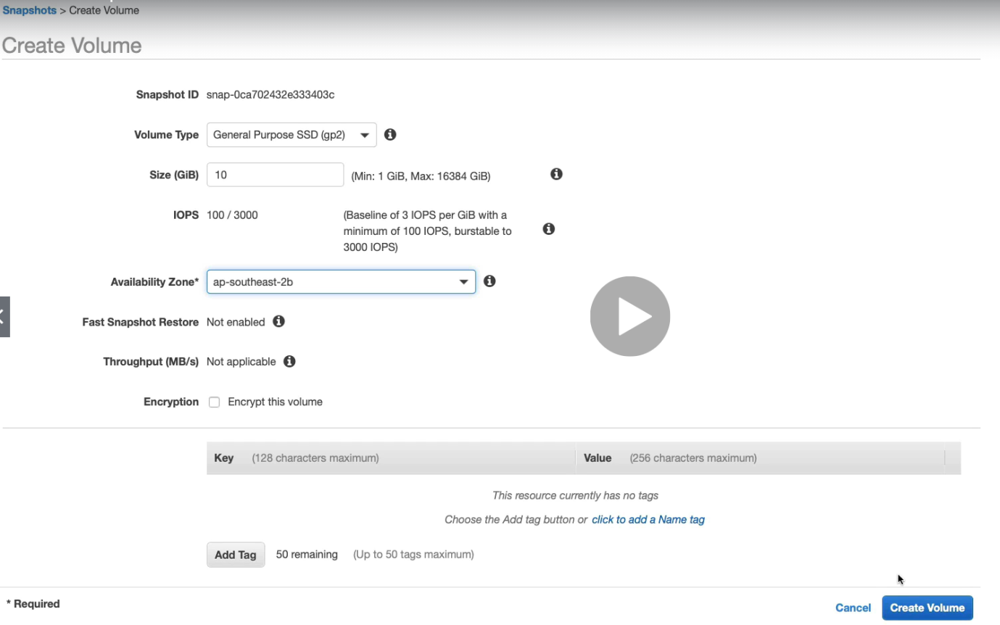 Snapshots > Create Volume
Create Volume
Snapshot ID snap-0ca702432e333403c
Volume Type General Purpose SSD (gp2)
Size (GiB) 10 (Min: 1 GiB, Max: 16384 GiB)
IOPS 100 / 3000 (Baseline of 3 IOPS per GiB with a
minimum of 100 IOPS, burstable to
3000 IOPS)
Availability Zone* ap-southeast-2b
Fast Snapshot Restore Not enabled
Throughput (MB/s) Not applicable
Encryption Encrypt this volume
Key (128 characters maximum) Value (256 characters maximum)
This resource currently has no tags
Choose the Add tag button or click to add a Name tag
Add Tag 50 remaining (Up to 50 tags maximum)
* Required
Cancel Create Volume